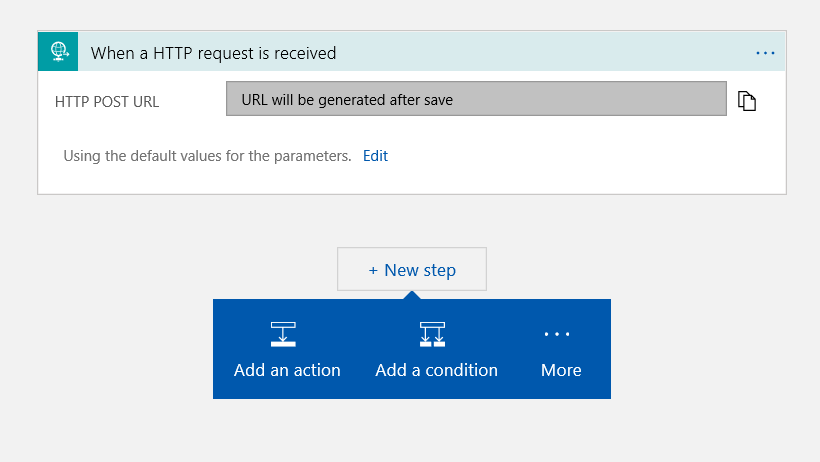 When a HTTP request is received
HTTP POST URL
URL will be generated after save
Using the default values for the parameters. Edit
+ New step
Add an action
Add a condition
More